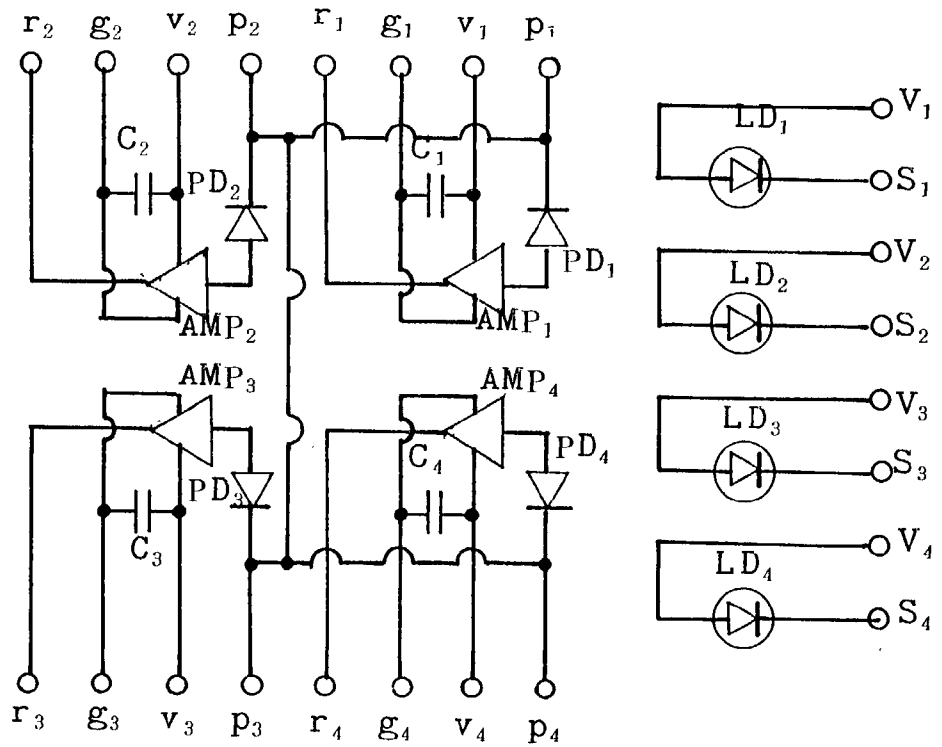 r₂ g₂ v₂ p₂ r₁ g₁ v₁ p₁
V₁
LD₁
C₂ C₁
S₁
PD₂
PD₁
V₂
LD₂
AMP₂ AMP₁
S₂
AMP₃ AMP₄
V₃
LD₃
C₄ PD₄
S₃
PD₃
C₃
V₄
LD₄
S₄
r₃ g₃ v₃ p₃ r₄ g₄ v₄ p₄